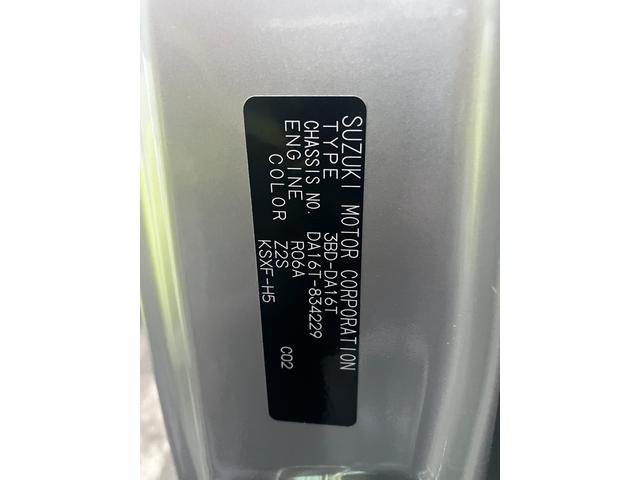 SUZUKI MOTOR CORPORATION
TYPE 3BD-DA16T
CHASSIS NO. DA16T-834229
ENGINE R06A
COLOR Z2S
KSXF-H5 C02